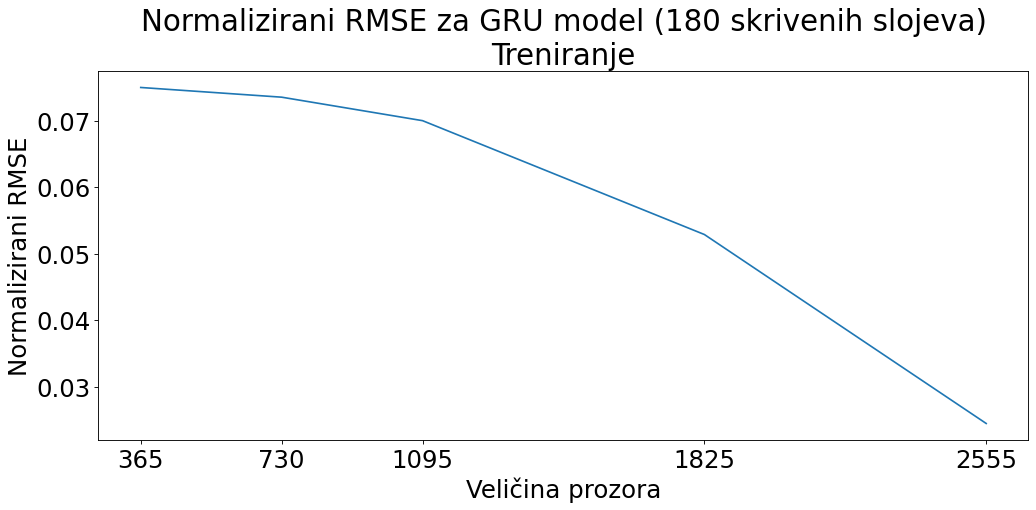 Normalizirani RMSE za GRU model (180 skrivenih slojeva)
Treniranje
Normalizirani RMSE
0.07
0.06
0.05
0.04
0.03
365 730 1095 1825 2555
Veličina prozora